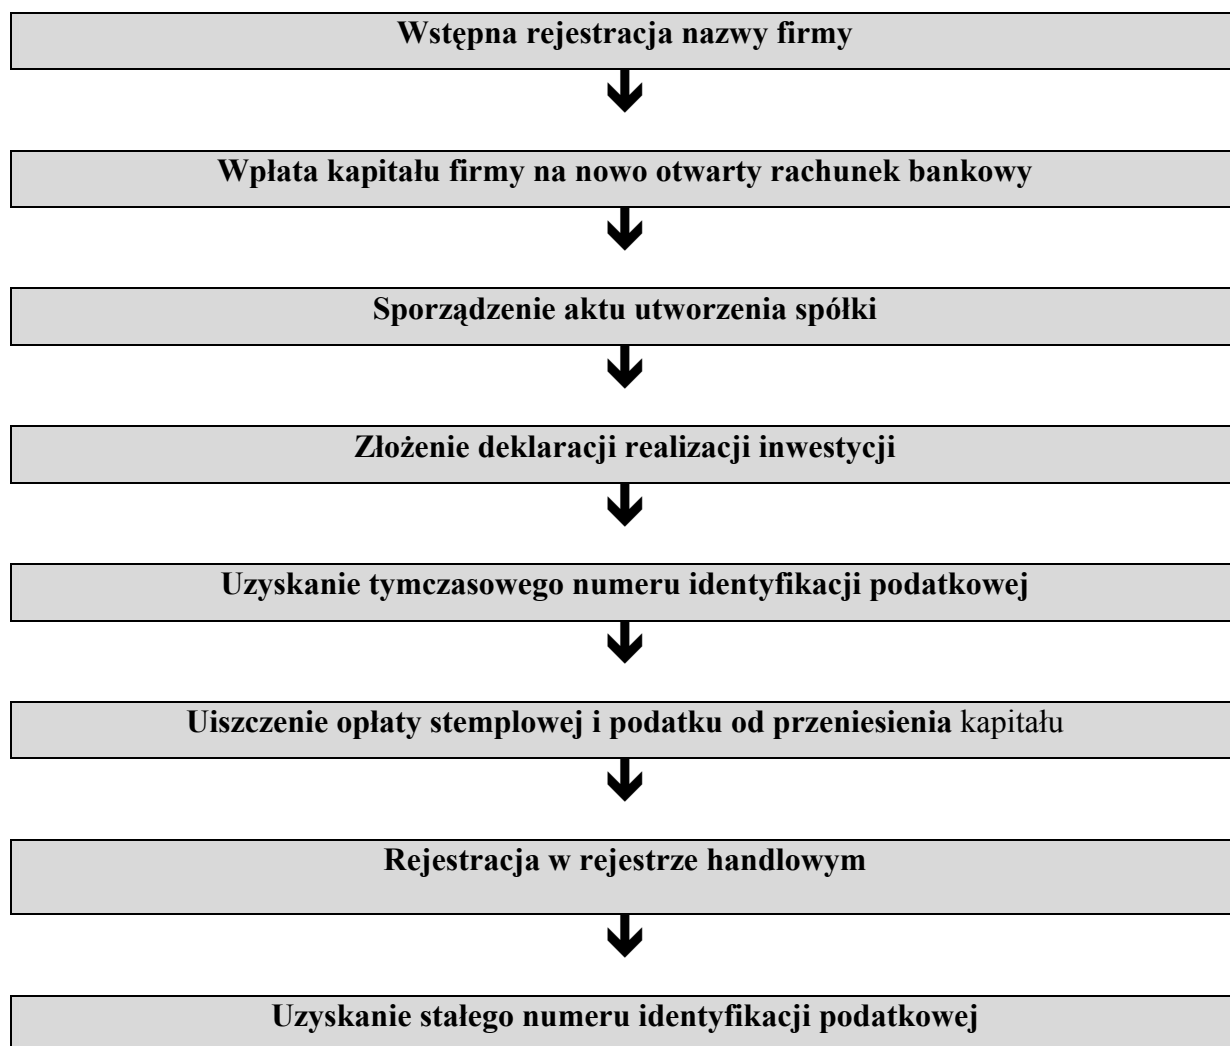 Wstępna rejestracja nazwy firmy
Wpłata kapitału firmy na nowo otwarty rachunek bankowy
Sporządzenie aktu utworzenia spółki
Złożenie deklaracji realizacji inwestycji
Uzyskanie tymczasowego numeru identyfikacji podatkowej
Uiszczenie opłaty stemplowej i podatku od przeniesienia kapitału
Rejestracja w rejestrze handlowym
Uzyskanie stałego numeru identyfikacji podatkowej